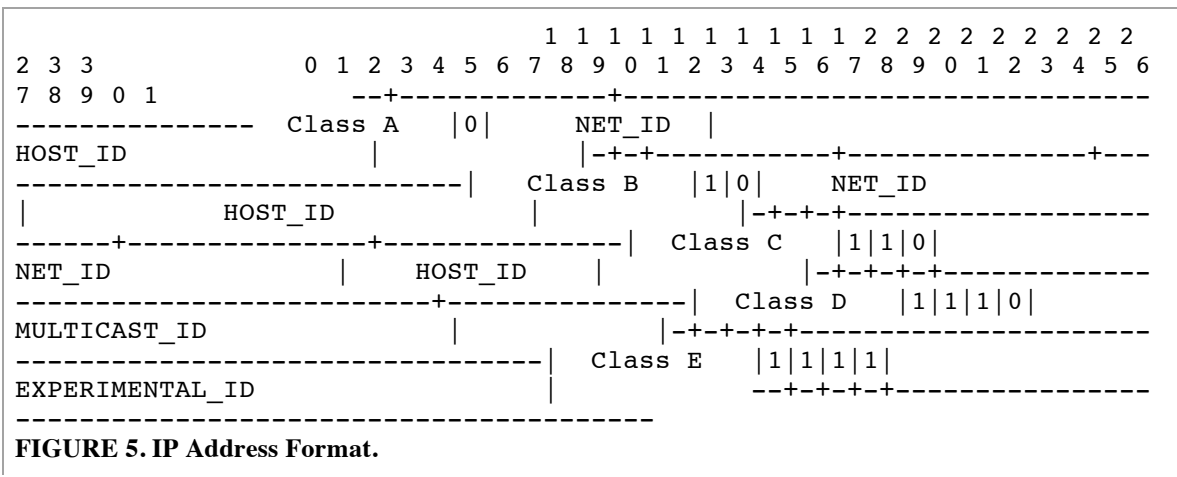 1 1 1 1 1 1 1 1 1 1 2 2 2 2 2 2 2 2 2
2 3 3             0 1 2 3 4 5 6 7 8 9 0 1 2 3 4 5 6 7 8 9 0 1 2 3 4 5 6
7 8 9 0 1            --+-------------+---------------------------------
---------------  Class A   |0|     NET_ID  |
HOST_ID               |            |-+-+-----------+---------------+---
----------------------------|   Class B   |1|0|    NET_ID
|            HOST_ID            |            |-+-+-+-------------------
------+---------------+---------------|  Class C   |1|1|0|
NET_ID              |    HOST_ID    |            |-+-+-+-+-------------
--------------------------+---------------|  Class D   |1|1|1|0|
MULTICAST_ID               |            |-+-+-+-+----------------------
---------------------------------|  Class E   |1|1|1|1|
EXPERIMENTAL_ID                  |            --+-+-+-+----------------
----------------------------------------
FIGURE 5. IP Address Format.